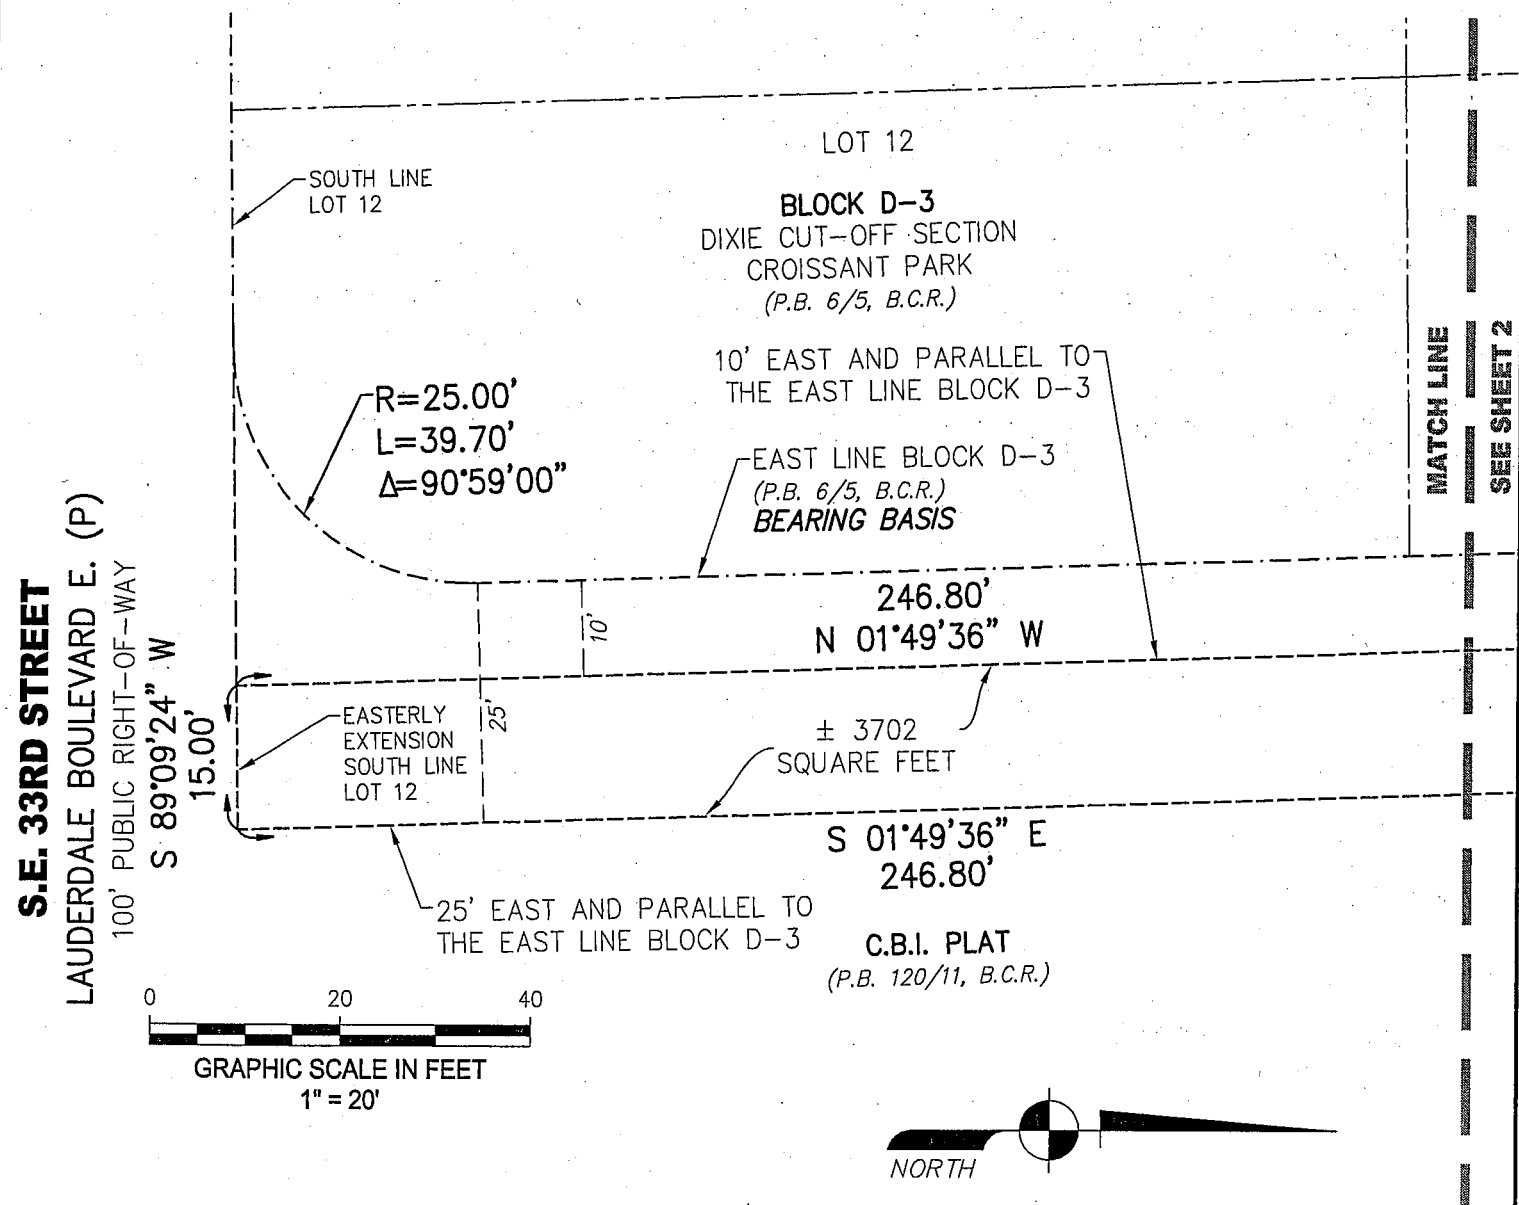 LOT 12
SOUTH LINE
LOT 12
BLOCK D-3
DIXIE CUT-OFF SECTION
CROISSANT PARK
(P.B. 6/5, B.C.R.)
10' EAST AND PARALLEL TO
THE EAST LINE BLOCK D-3
R=25.00'
L=39.70'
Δ=90°59'00"
EAST LINE BLOCK D-3
(P.B. 6/5, B.C.R.)
BEARING BASIS
MATCH LINE
SEE SHEET 2
246.80'
N 01°49'36" W
10'
25'
S.E. 33RD STREET
LAUDERDALE BOULEVARD E. (P)
100' PUBLIC RIGHT-OF-WAY
S 89°09'24" W
15.00'
EASTERLY
EXTENSION
SOUTH LINE
LOT 12
± 3702
SQUARE FEET
S 01°49'36" E
246.80'
25' EAST AND PARALLEL TO
THE EAST LINE BLOCK D-3
C.B.I. PLAT
(P.B. 120/11, B.C.R.)
0 20 40
GRAPHIC SCALE IN FEET
1" = 20'
NORTH